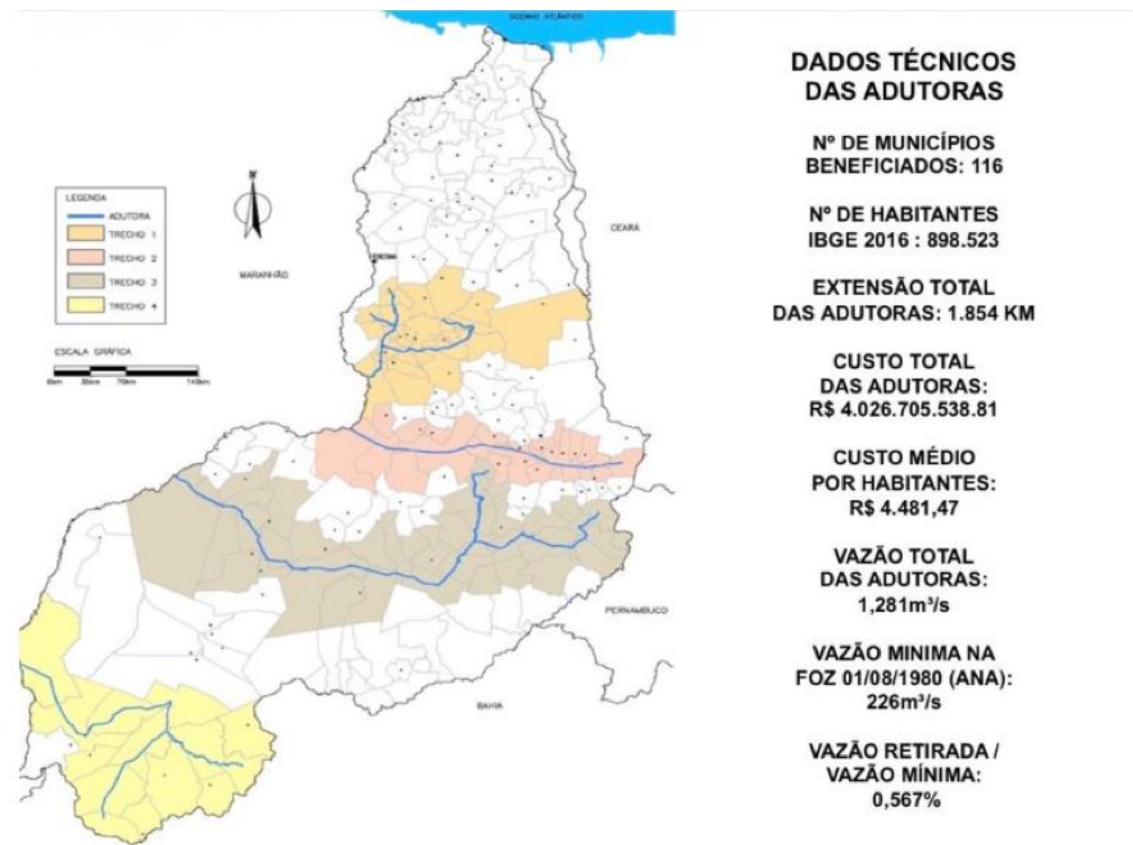 OCEANO ATLÂNTICO
DADOS TÉCNICOS
DAS ADUTORAS
Nº DE MUNICÍPIOS
BENEFICIADOS: 116
Nº DE HABITANTES
IBGE 2016 : 898.523
EXTENSÃO TOTAL
DAS ADUTORAS: 1.854 KM
CUSTO TOTAL
DAS ADUTORAS:
R$ 4.026.705.538.81
CUSTO MÉDIO
POR HABITANTES:
R$ 4.481,47
VAZÃO TOTAL
DAS ADUTORAS:
1,281m³/s
VAZÃO MINIMA NA
FOZ 01/08/1980 (ANA):
226m³/s
VAZÃO RETIRADA /
VAZÃO MÍNIMA:
0,567%
LEGENDA
ADUTORA
TRECHO 1
TRECHO 2
TRECHO 3
TRECHO 4
ESCALA GRÁFICA
70km
140km
N
MARANHÃO
CEARÁ
TERESINA
PERNAMBUCO
BAHIA